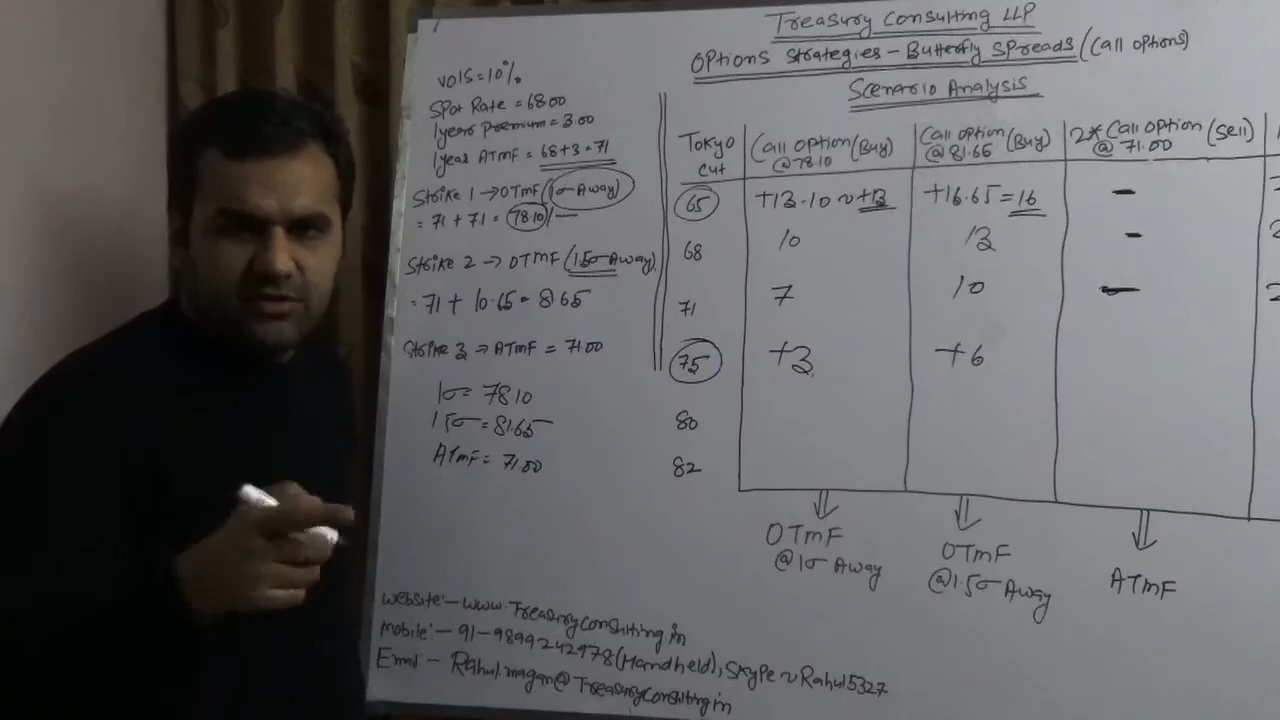 Treasury Consulting LLP
Options Strategies - Butterfly Spreads (Call Options)
Scenario Analysis
Vols = 10%
Spot Rate = 68.00
1year Premium = 3.00
1year ATMF = 68+3 = 71
Strike 1 → OTMF (1σ Away)
= 71 + 7.1 = 78.10/-
Strike 2 → OTMF (1.5σ Away)
= 71 + 10.65 = 81.65
Strike 3 → ATMF = 71.00
1σ = 78.10
1.5σ = 81.65
ATMF = 71.00
Tokyo Cut
Call Option (Buy) @78.10
Call Option (Buy) @ 81.65
2* Call Option (Sell) @ 71.00
65 +13.10 ~ +13 +16.65 = 16 -
68 10 13 -
71 7 10 -
75 +3 +6
80
82
OTMF @1σ Away
OTMF @1.5σ Away
ATMF
Website:- www.Treasuryconsulting.in
Mobile:- 91-9899242978 (Handheld), Skype ~ Rahul5327
Email - Rahul.magan@Treasuryconsulting.in